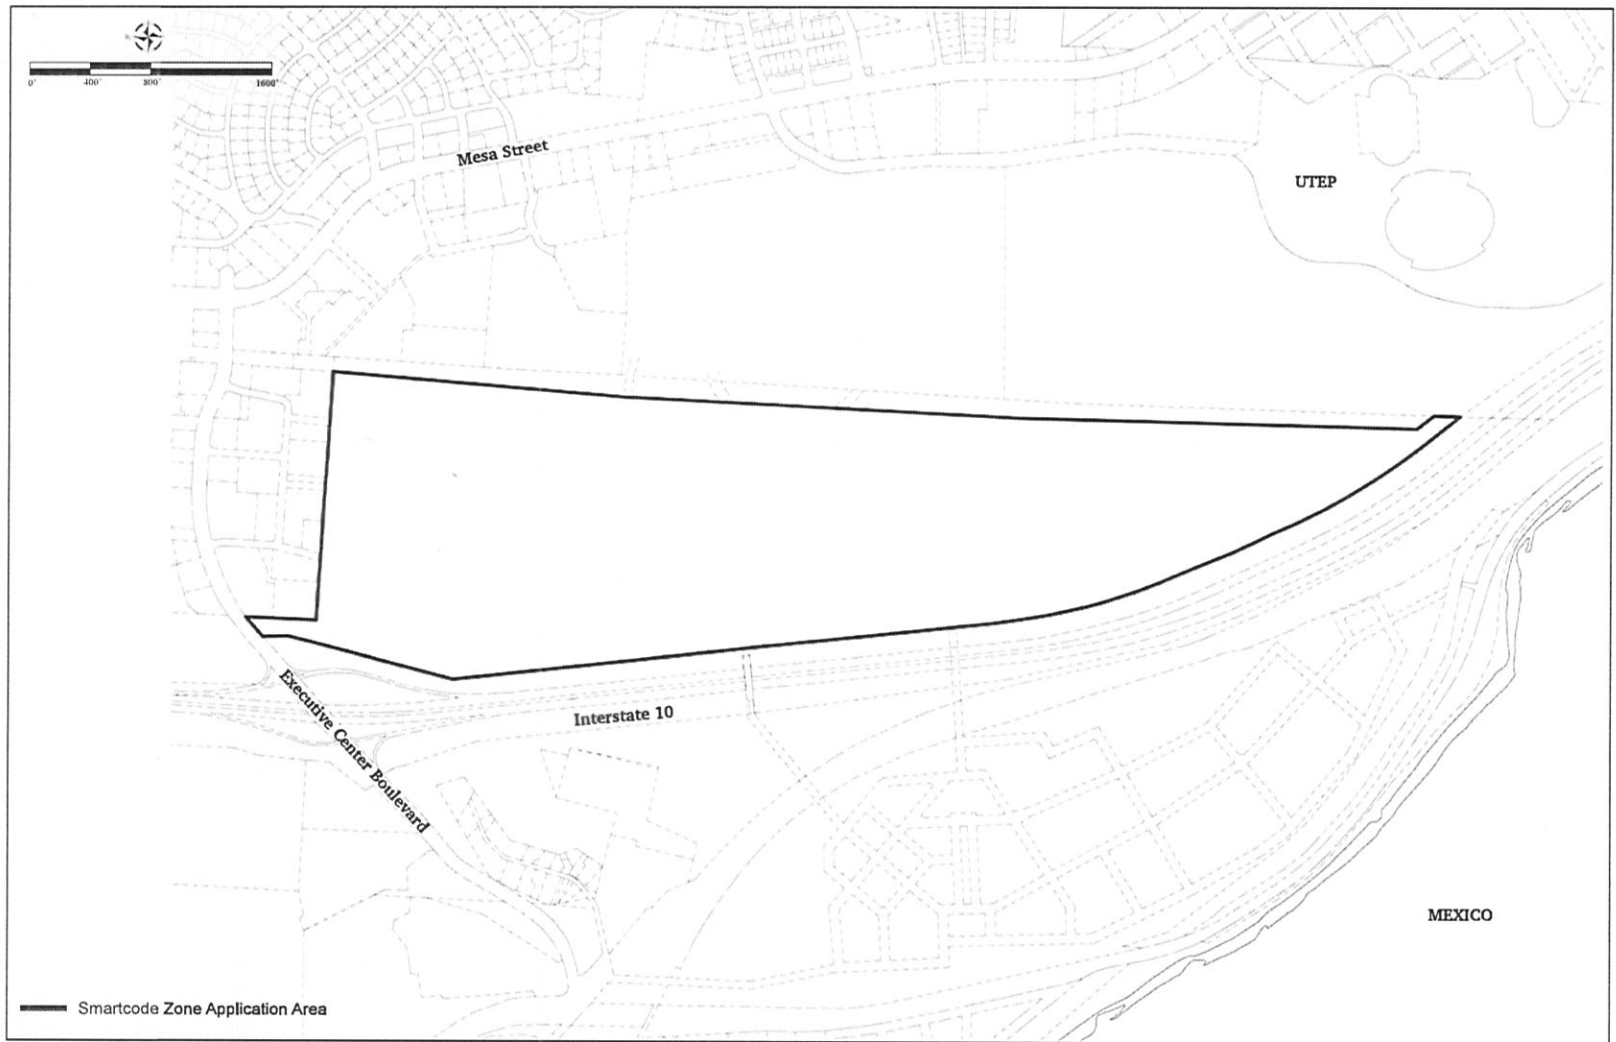 0' 400' 800' 1600'
Mesa Street
UTEP
Interstate 10
Executive Center Boulevard
MEXICO
Smartcode Zone Application Area